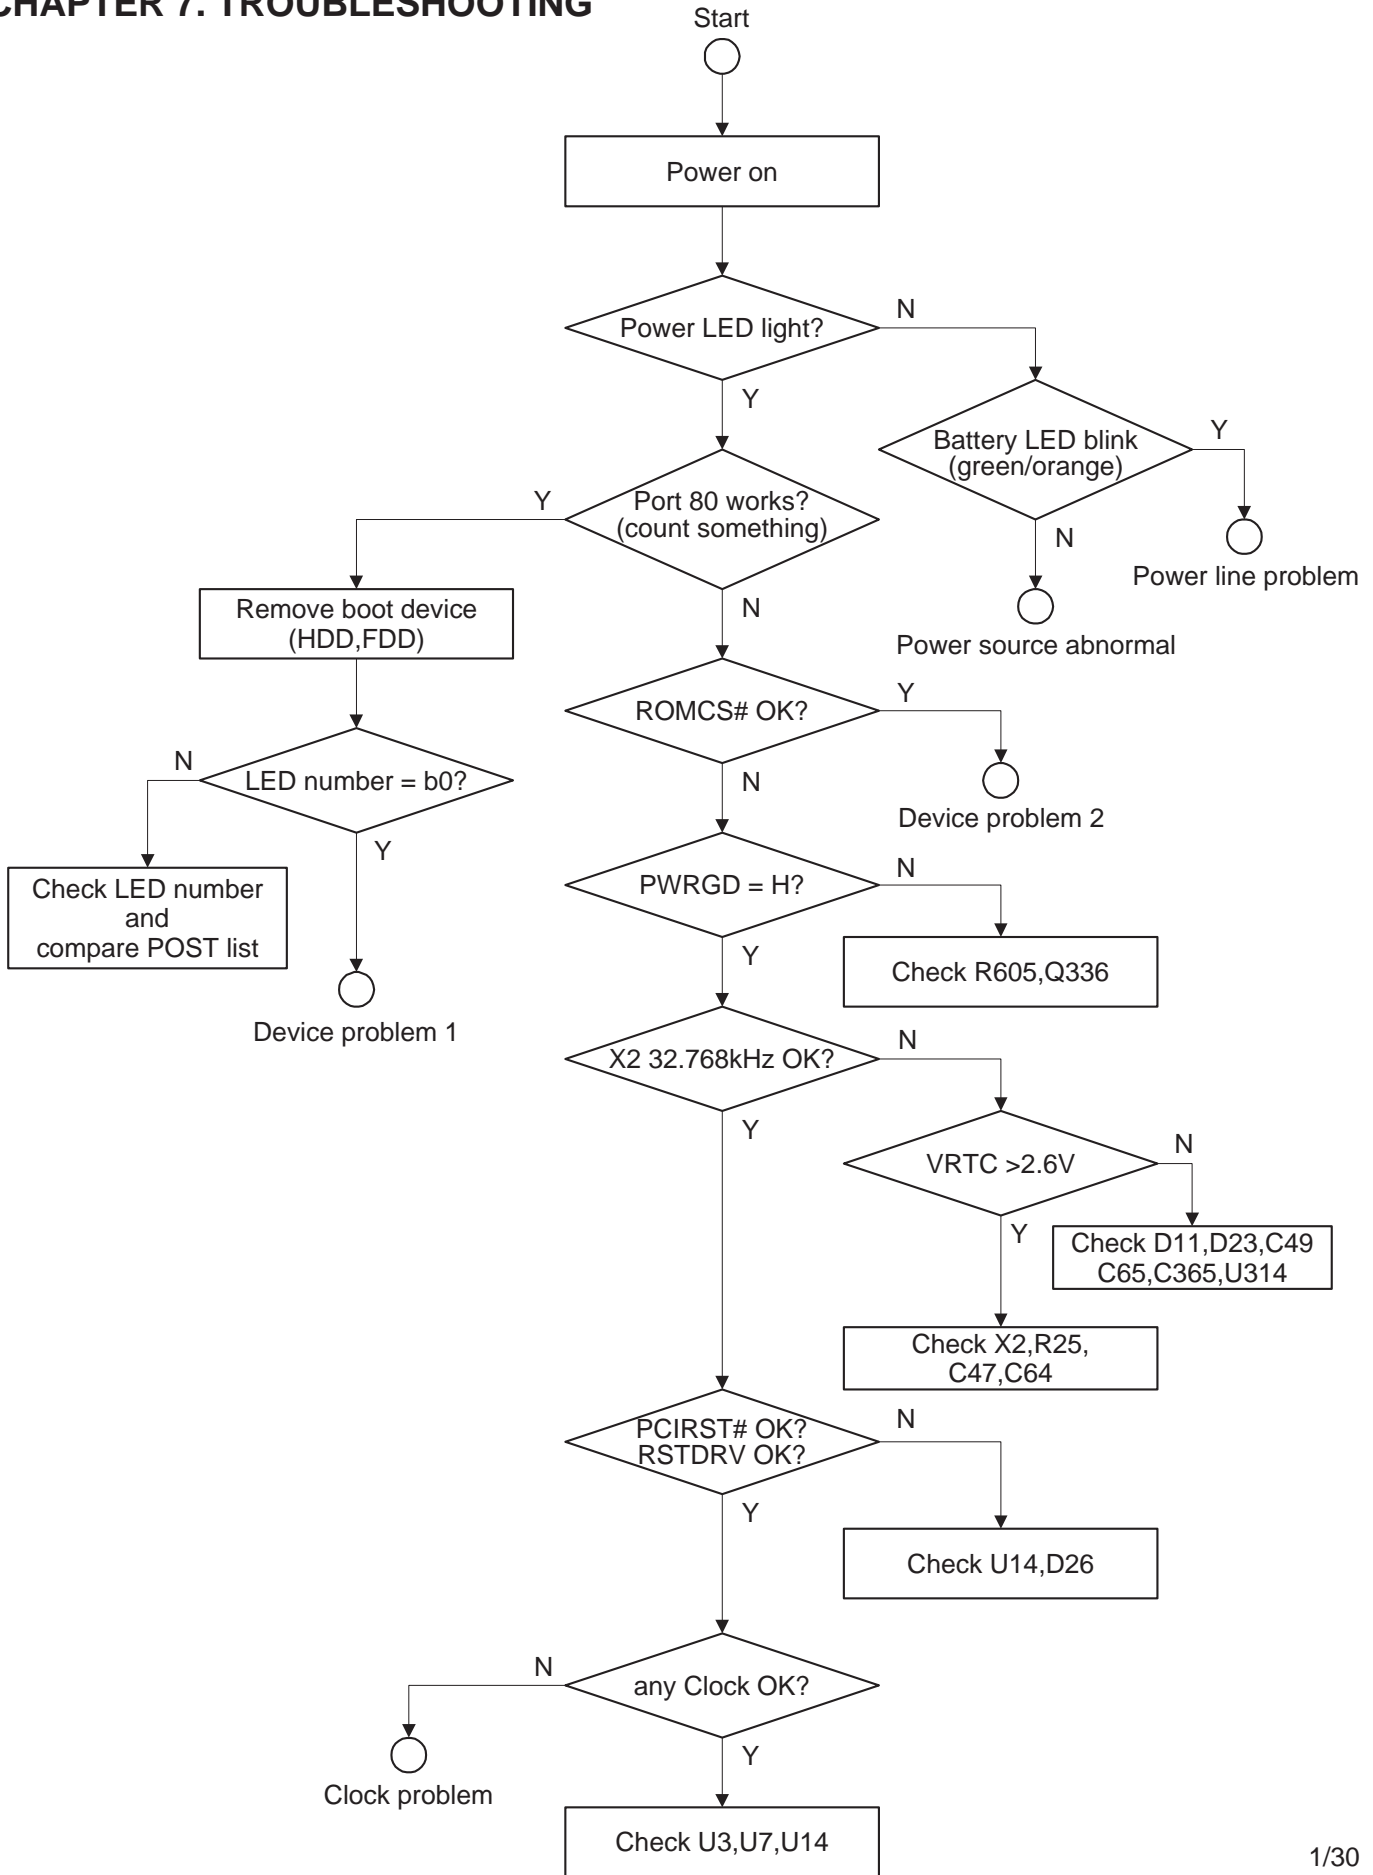 CHAPTER 7. TROUBLESHOOTING
Start
Power on
Power LED light?
N
Y
Battery LED blink
(green/orange)
Y
N
Power line problem
Power source abnormal
Port 80 works?
(count something)
Y
N
Remove boot device
(HDD,FDD)
LED number = b0?
N
Y
Check LED number
and
compare POST list
Device problem 1
ROMCS# OK?
Y
N
Device problem 2
PWRGD = H?
N
Y
Check R605,Q336
X2 32.768kHz OK?
N
Y
VRTC >2.6V
N
Y
Check D11,D23,C49
C65,C365,U314
Check X2,R25,
C47,C64
PCIRST# OK?
RSTDRV OK?
N
Y
Check U14,D26
any Clock OK?
N
Y
Clock problem
Check U3,U7,U14
1/30